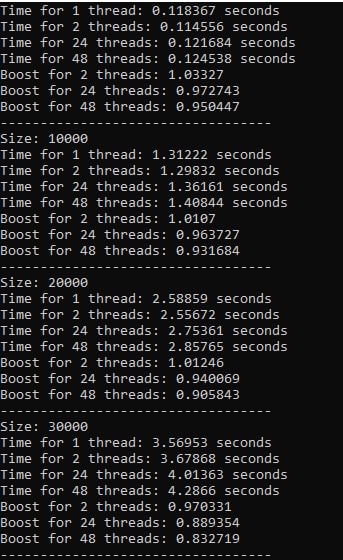 Time for 1 thread: 0.118367 seconds
Time for 2 threads: 0.114556 seconds
Time for 24 threads: 0.121684 seconds
Time for 48 threads: 0.124538 seconds
Boost for 2 threads: 1.03327
Boost for 24 threads: 0.972743
Boost for 48 threads: 0.950447
----------------------------------
Size: 10000
Time for 1 thread: 1.31222 seconds
Time for 2 threads: 1.29832 seconds
Time for 24 threads: 1.36161 seconds
Time for 48 threads: 1.40844 seconds
Boost for 2 threads: 1.0107
Boost for 24 threads: 0.963727
Boost for 48 threads: 0.931684
----------------------------------
Size: 20000
Time for 1 thread: 2.58859 seconds
Time for 2 threads: 2.55672 seconds
Time for 24 threads: 2.75361 seconds
Time for 48 threads: 2.85765 seconds
Boost for 2 threads: 1.01246
Boost for 24 threads: 0.940069
Boost for 48 threads: 0.905843
----------------------------------
Size: 30000
Time for 1 thread: 3.56953 seconds
Time for 2 threads: 3.67868 seconds
Time for 24 threads: 4.01363 seconds
Time for 48 threads: 4.2866 seconds
Boost for 2 threads: 0.970331
Boost for 24 threads: 0.889354
Boost for 48 threads: 0.832719
----------------------------------